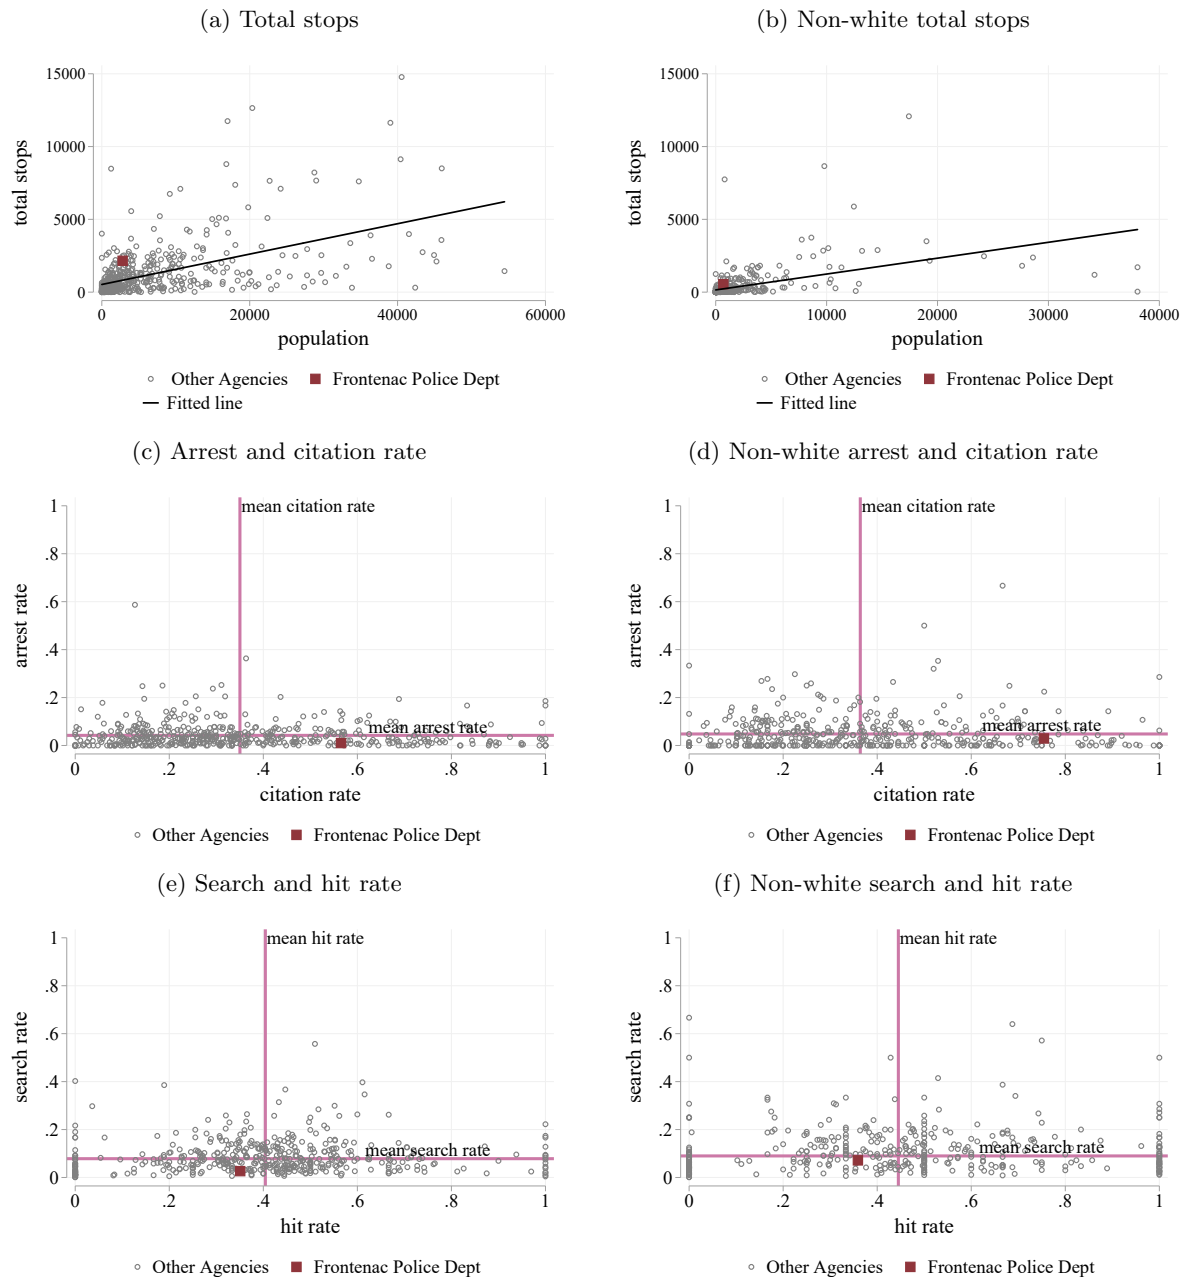 (a) Total stops
(b) Non-white total stops
total stops
15000
10000
5000
0
0 20000 40000 60000
population
Other Agencies Frontenac Police Dept
Fitted line
total stops
15000
10000
5000
0
0 10000 20000 30000 40000
population
Other Agencies Frontenac Police Dept
Fitted line
(c) Arrest and citation rate
(d) Non-white arrest and citation rate
arrest rate
1
.8
.6
.4
.2
0
mean citation rate
mean arrest rate
0 .2 .4 .6 .8 1
citation rate
Other Agencies Frontenac Police Dept
arrest rate
1
.8
.6
.4
.2
0
mean citation rate
mean arrest rate
0 .2 .4 .6 .8 1
citation rate
Other Agencies Frontenac Police Dept
(e) Search and hit rate
(f) Non-white search and hit rate
search rate
1
.8
.6
.4
.2
0
mean hit rate
mean search rate
0 .2 .4 .6 .8 1
hit rate
Other Agencies Frontenac Police Dept
search rate
1
.8
.6
.4
.2
0
mean hit rate
mean search rate
0 .2 .4 .6 .8 1
hit rate
Other Agencies Frontenac Police Dept